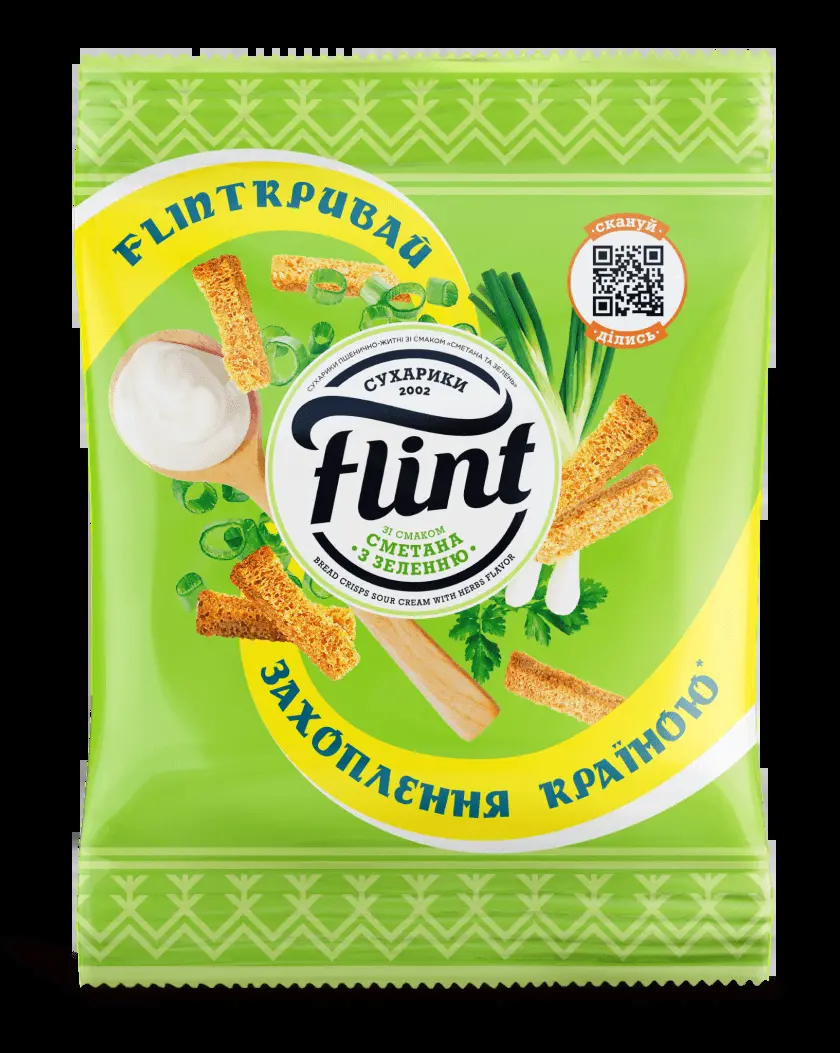 FLINTКРИВАЙ
скануй
ділись
СУХАРИКИ ПШЕНИЧНО-ЖИТНІ ЗІ СМАКОМ «СМЕТАНА ТА ЗЕЛЕНЬ»
СУХАРИКИ
2002
flint
ЗІ СМАКОМ
СМЕТАНА
З ЗЕЛЕННЮ
BREAD CRISPS SOUR CREAM WITH HERBS FLAVOR
ЗАХОПЛЕННЯ КРАЇНОЮ*